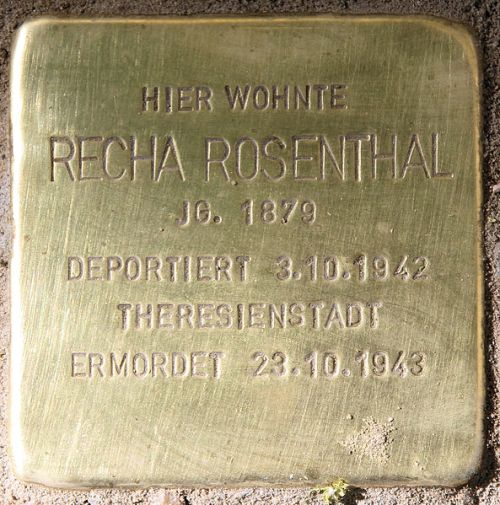 HIER WOHNTE
RECHA ROSENTHAL
JG. 1879
DEPORTIERT 3.10.1942
THERESIENSTADT
ERMORDET 23.10.1943